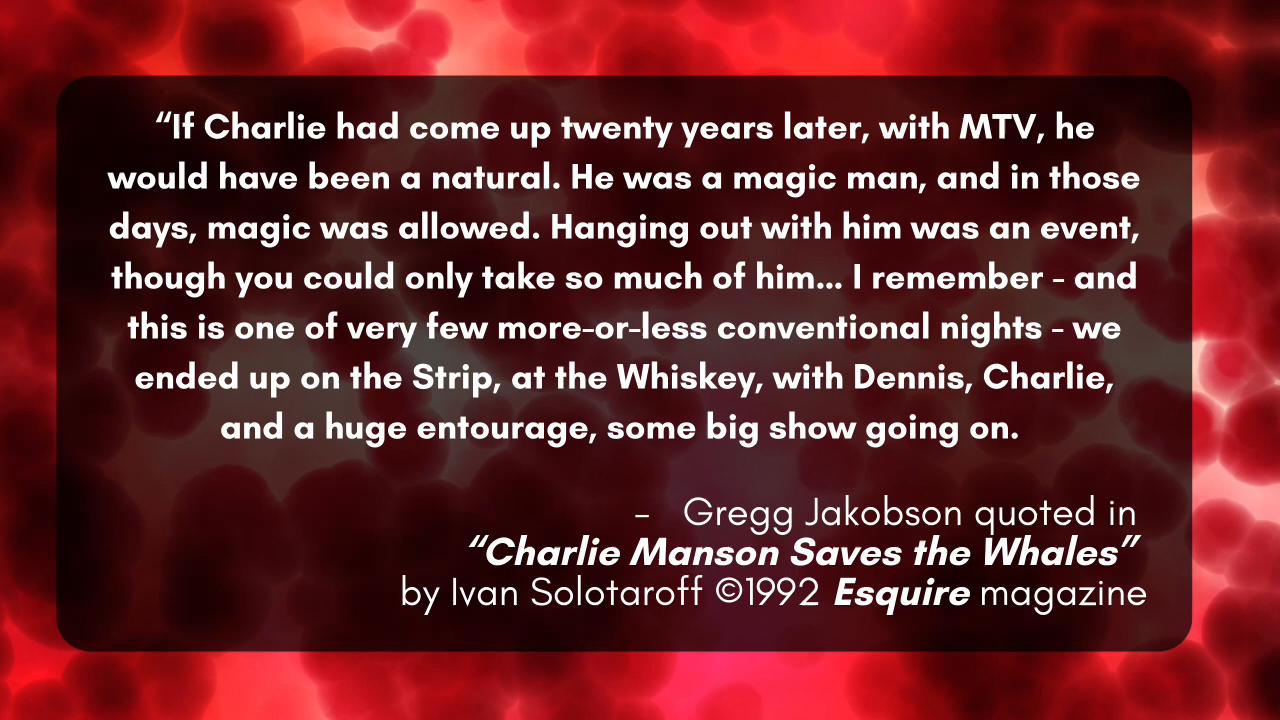 “If Charlie had come up twenty years later, with MTV, he
would have been a natural. He was a magic man, and in those
days, magic was allowed. Hanging out with him was an event,
though you could only take so much of him... I remember - and
this is one of very few more-or-less conventional nights - we
ended up on the Strip, at the Whiskey, with Dennis, Charlie,
and a huge entourage, some big show going on.
- Gregg Jakobson quoted in
“Charlie Manson Saves the Whales”
by Ivan Solotaroff ©1992 Esquire magazine